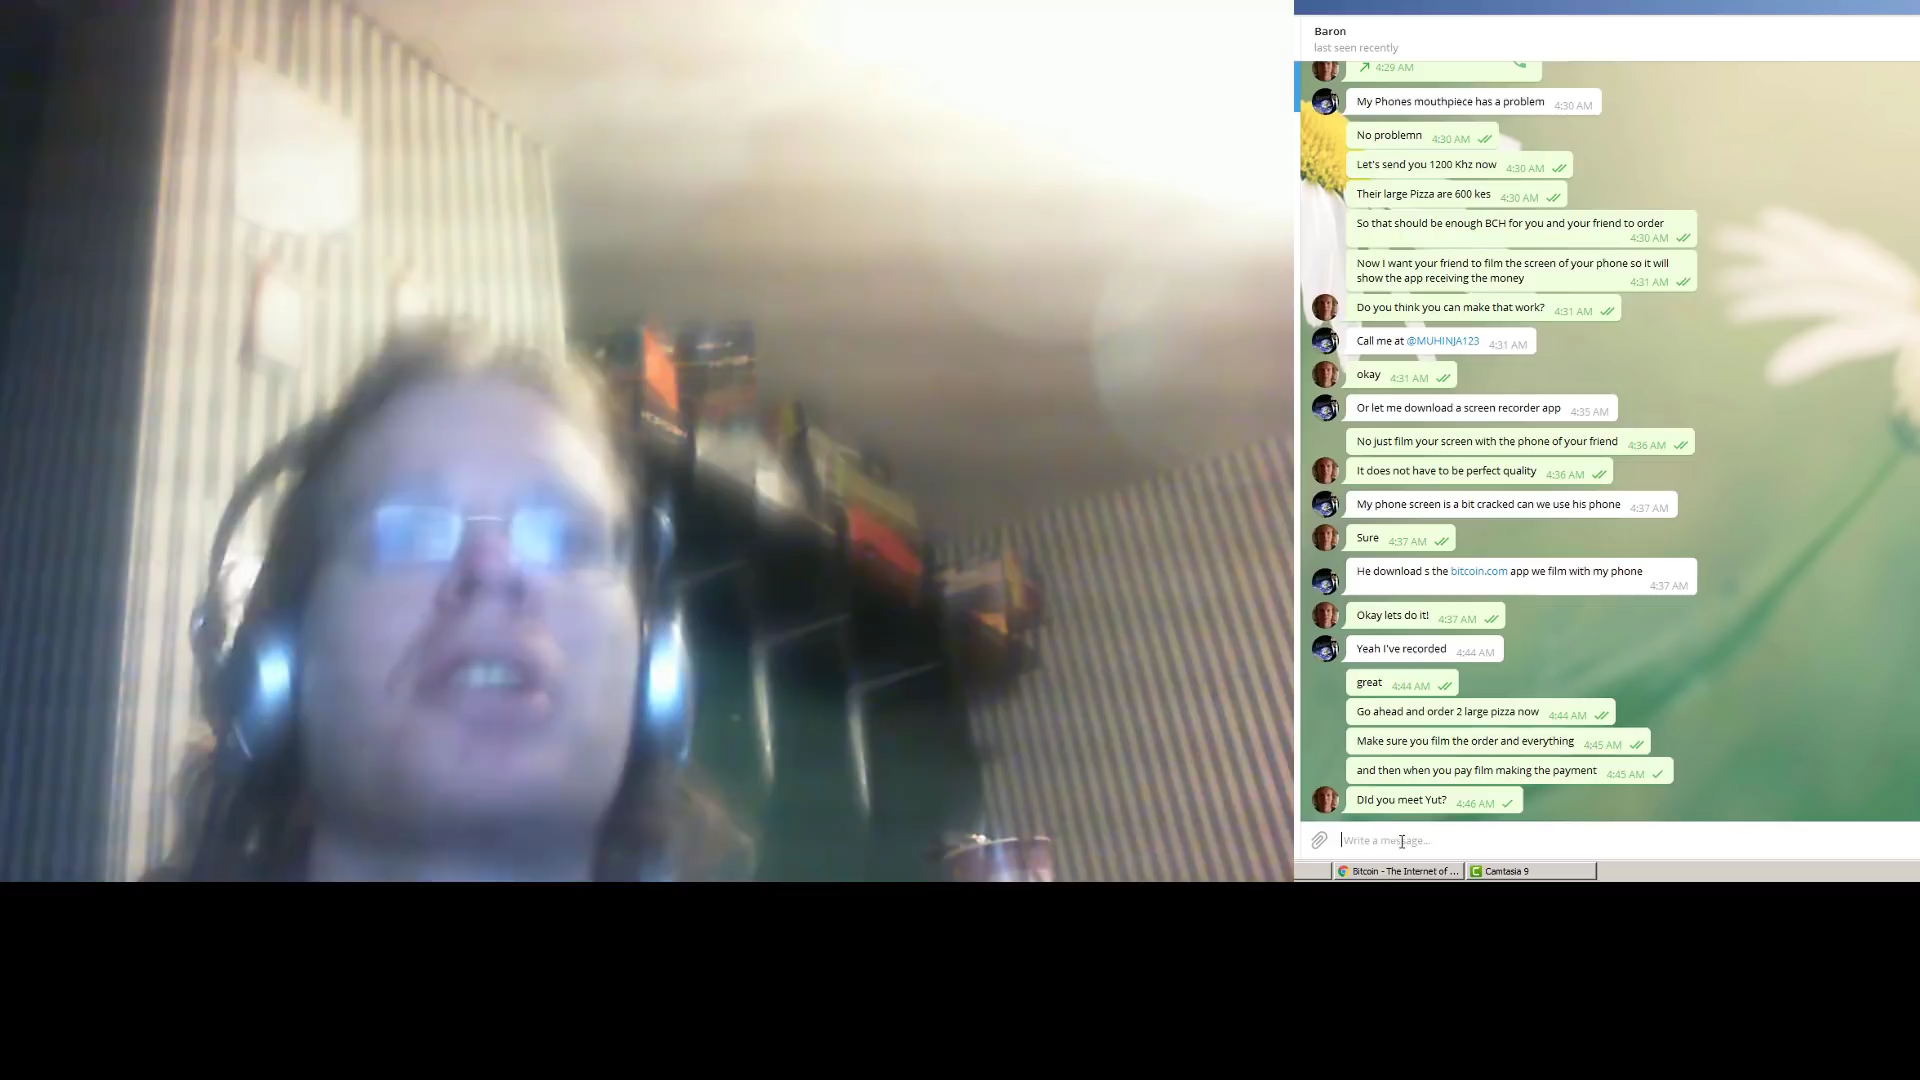 Baron
last seen recently
4:29 AM
My Phones mouthpiece has a problem 4:30 AM
No problemn 4:30 AM
Let's send you 1200 Khz now 4:30 AM
Their large Pizza are 600 kes 4:30 AM
So that should be enough BCH for you and your friend to order
4:30 AM
Now I want your friend to film the screen of your phone so it will
show the app receiving the money 4:31 AM
Do you think you can make that work? 4:31 AM
Call me at @MUHINJA123 4:31 AM
okay 4:31 AM
Or let me download a screen recorder app 4:35 AM
No just film your screen with the phone of your friend 4:36 AM
It does not have to be perfect quality 4:36 AM
My phone screen is a bit cracked can we use his phone 4:37 AM
Sure 4:37 AM
He download s the bitcoin.com app we film with my phone
4:37 AM
Okay lets do it! 4:37 AM
Yeah I've recorded 4:44 AM
great 4:44 AM
Go ahead and order 2 large pizza now 4:44 AM
Make sure you film the order and everything 4:45 AM
and then when you pay film making the payment 4:45 AM
DId you meet Yut? 4:46 AM
Write a message...
Bitcoin - The Internet of ... Camtasia 9